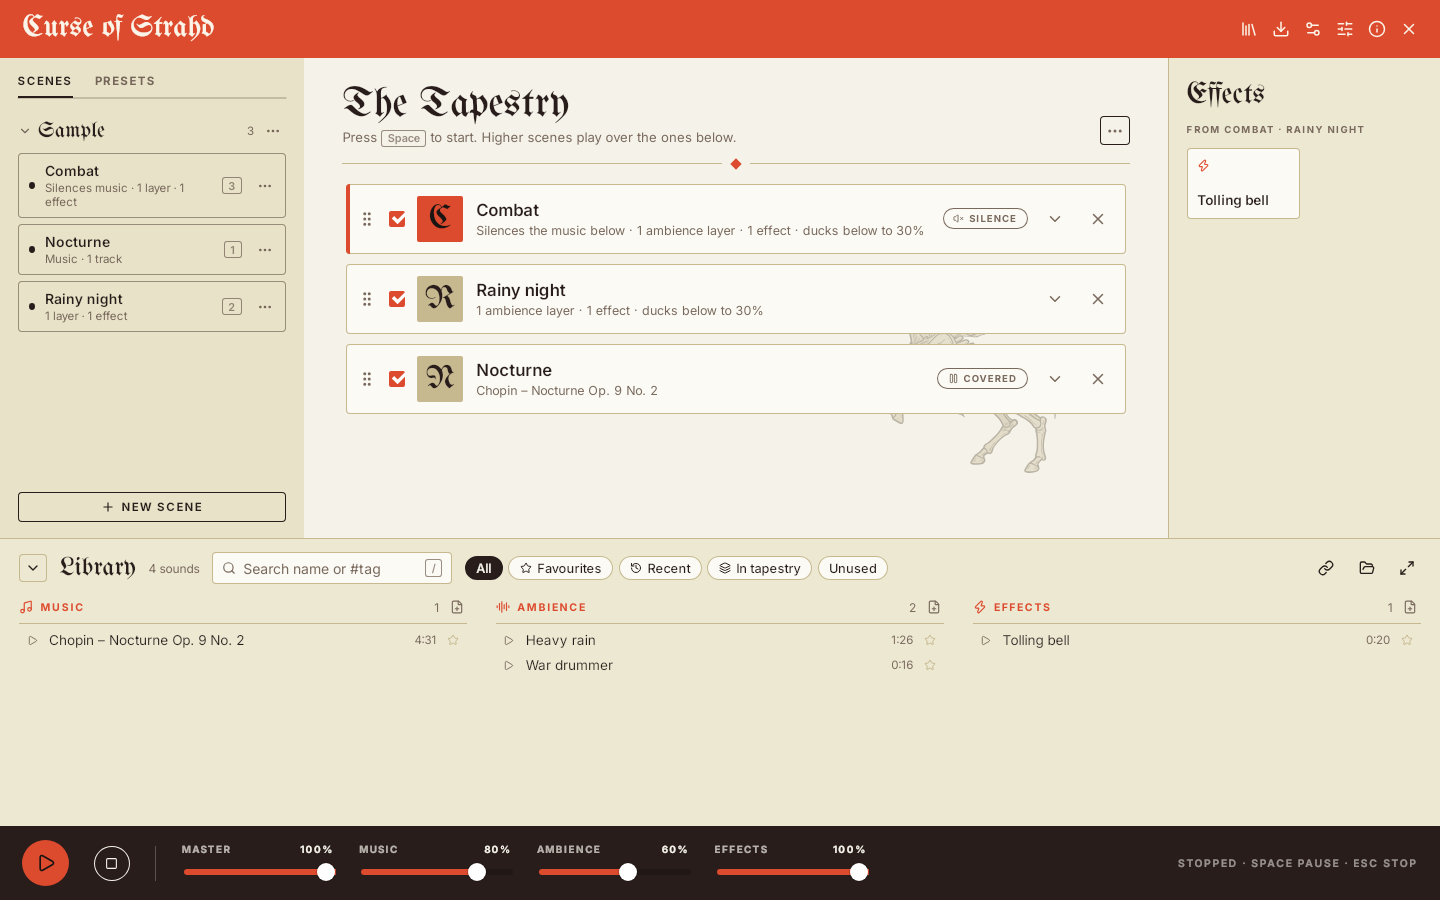 Curse of Strahd
SCENES PRESETS
Sample 3
Combat
Silences music · 1 layer · 1 effect
3
Nocturne
Music · 1 track
1
Rainy night
1 layer · 1 effect
2
+ NEW SCENE
The Tapestry
Press Space to start. Higher scenes play over the ones below.
C
Combat
Silences the music below · 1 ambience layer · 1 effect · ducks below to 30%
SILENCE
R
Rainy night
1 ambience layer · 1 effect · ducks below to 30%
N
Nocturne
Chopin – Nocturne Op. 9 No. 2
COVERED
Effects
FROM COMBAT · RAINY NIGHT
Tolling bell
Library 4 sounds Search name or #tag / All Favourites Recent In tapestry Unused
MUSIC 1
Chopin – Nocturne Op. 9 No. 2 4:31
AMBIENCE 2
Heavy rain 1:26
War drummer 0:16
EFFECTS 1
Tolling bell 0:20
MASTER 100% MUSIC 80% AMBIENCE 60% EFFECTS 100%
STOPPED · SPACE PAUSE · ESC STOP